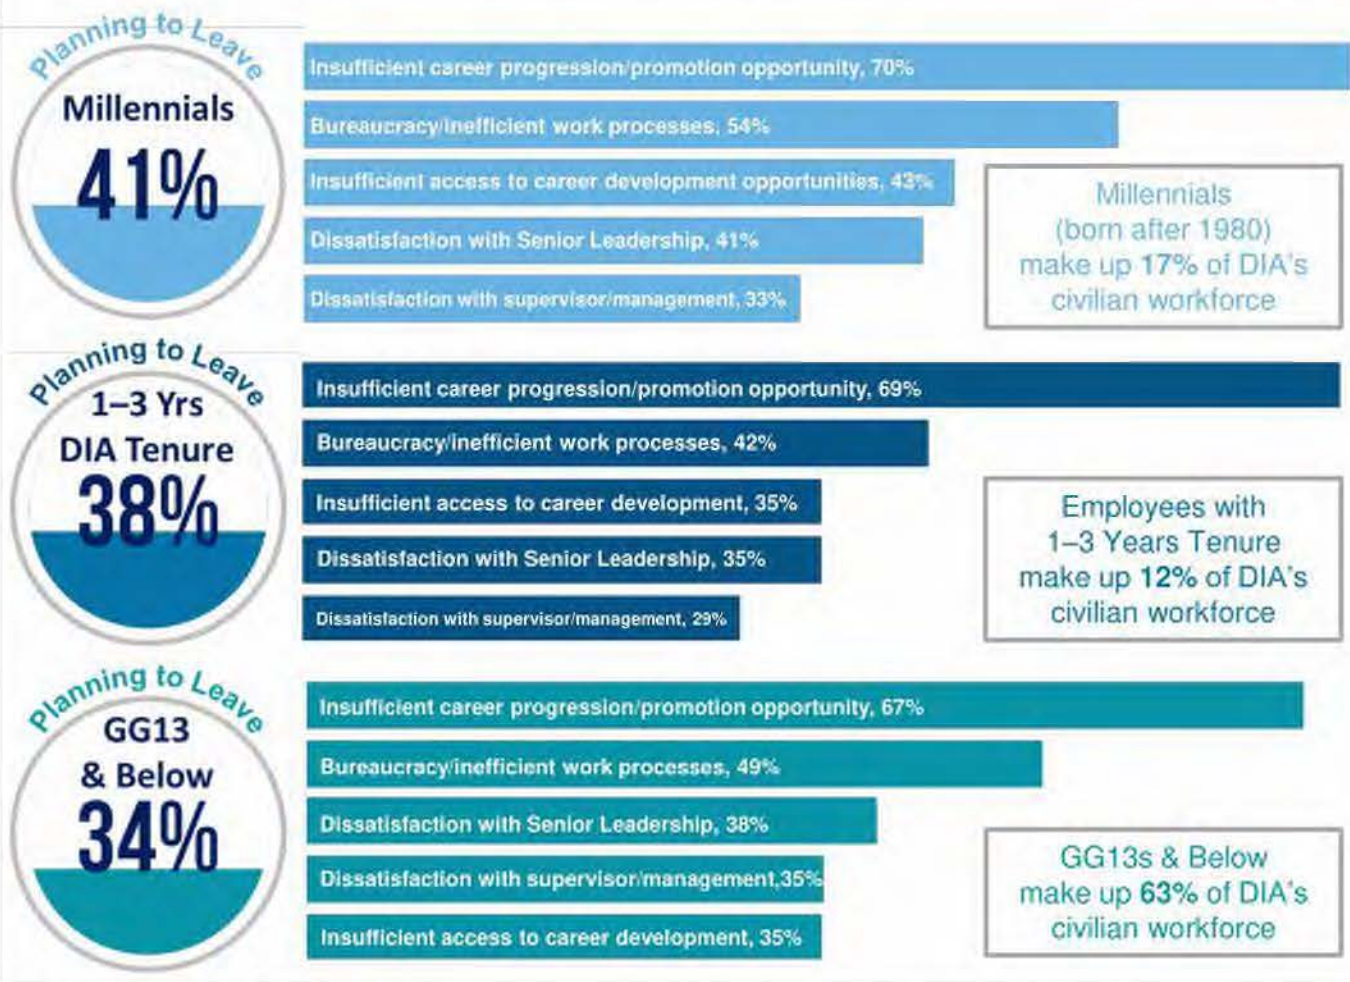 Planning to Leave
Millennials
41%
Insufficient career progression/promotion opportunity, 70%
Bureaucracy/inefficient work processes, 54%
Insufficient access to career development opportunities, 43%
Dissatisfaction with Senior Leadership, 41%
Dissatisfaction with supervisor/management, 33%
Millennials
(born after 1980)
make up 17% of DIA's
civilian workforce
Planning to Leave
1–3 Yrs
DIA Tenure
38%
Insufficient career progression/promotion opportunity, 69%
Bureaucracy/inefficient work processes, 42%
Insufficient access to career development, 35%
Dissatisfaction with Senior Leadership, 35%
Dissatisfaction with supervisor/management, 29%
Employees with
1–3 Years Tenure
make up 12% of DIA's
civilian workforce
Planning to Leave
GG13
& Below
34%
Insufficient career progression/promotion opportunity, 67%
Bureaucracy/inefficient work processes, 49%
Dissatisfaction with Senior Leadership, 38%
Dissatisfaction with supervisor/management,35%
Insufficient access to career development, 35%
GG13s & Below
make up 63% of DIA's
civilian workforce